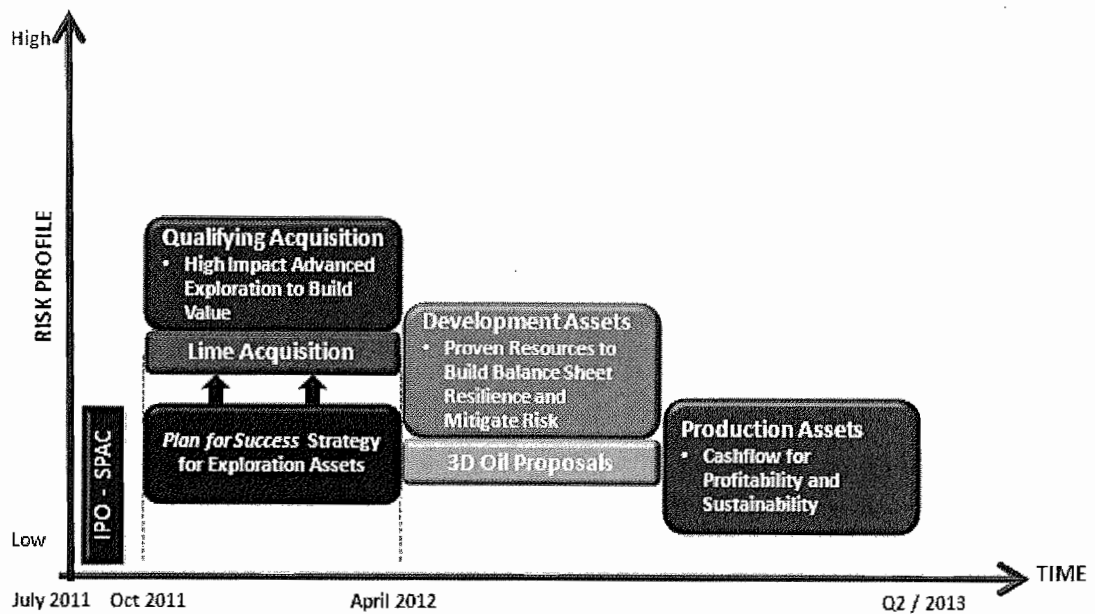 High
RISK PROFILE
Low
IPO - SPAC
Qualifying Acquisition
• High Impact Advanced
Exploration to Build
Value
Lime Acquisition
Plan for Success Strategy
for Exploration Assets
Development Assets
• Proven Resources to
Build Balance Sheet
Resilience and
Mitigate Risk
3D Oil Proposals
Production Assets
• Cashflow for
Profitability and
Sustainability
TIME
July 2011 Oct 2011 April 2012 Q2 / 2013